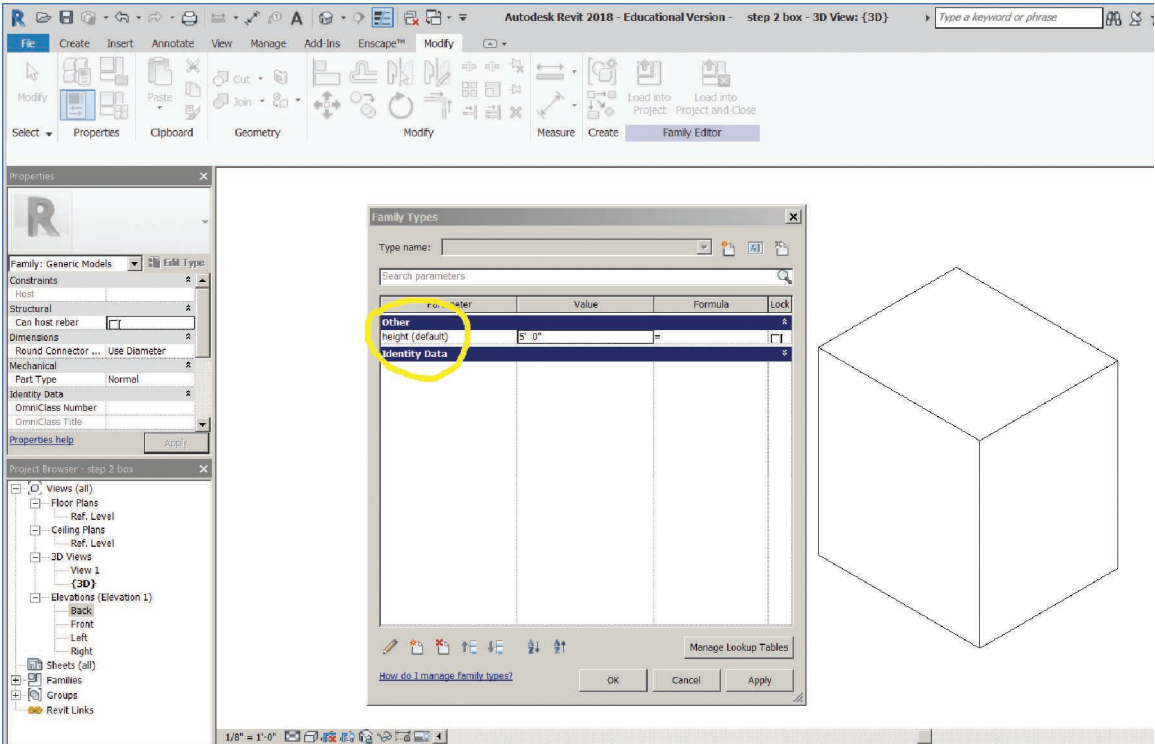 Autodesk Revit 2018 - Educational Version - step 2 box - 3D View: {3D}
Type a keyword or phrase
File Create Insert Annotate View Manage Add-Ins Enscape™ Modify
Modify
Paste
Cut
Join
Load into Project
Load into Project and Close
Select Properties Clipboard Geometry Modify Measure Create Family Editor
Properties
Family: Generic Models
Edit Type
Constraints
Host
Structural
Can host rebar
Dimensions
Round Connector ... Use Diameter
Mechanical
Part Type Normal
Identity Data
OmniClass Number
OmniClass Title
Properties help
Apply
Project Browser - step 2 box
Views (all)
Floor Plans
Ref. Level
Ceiling Plans
Ref. Level
3D Views
View 1
{3D}
Elevations (Elevation 1)
Back
Front
Left
Right
Sheets (all)
Families
Groups
Revit Links
Family Types
Type name:
Search parameters
Parameter Value Formula Lock
Other
height (default) 5' 0" =
Identity Data
Manage Lookup Tables
How do I manage family types?
OK Cancel Apply
1/8" = 1'-0"